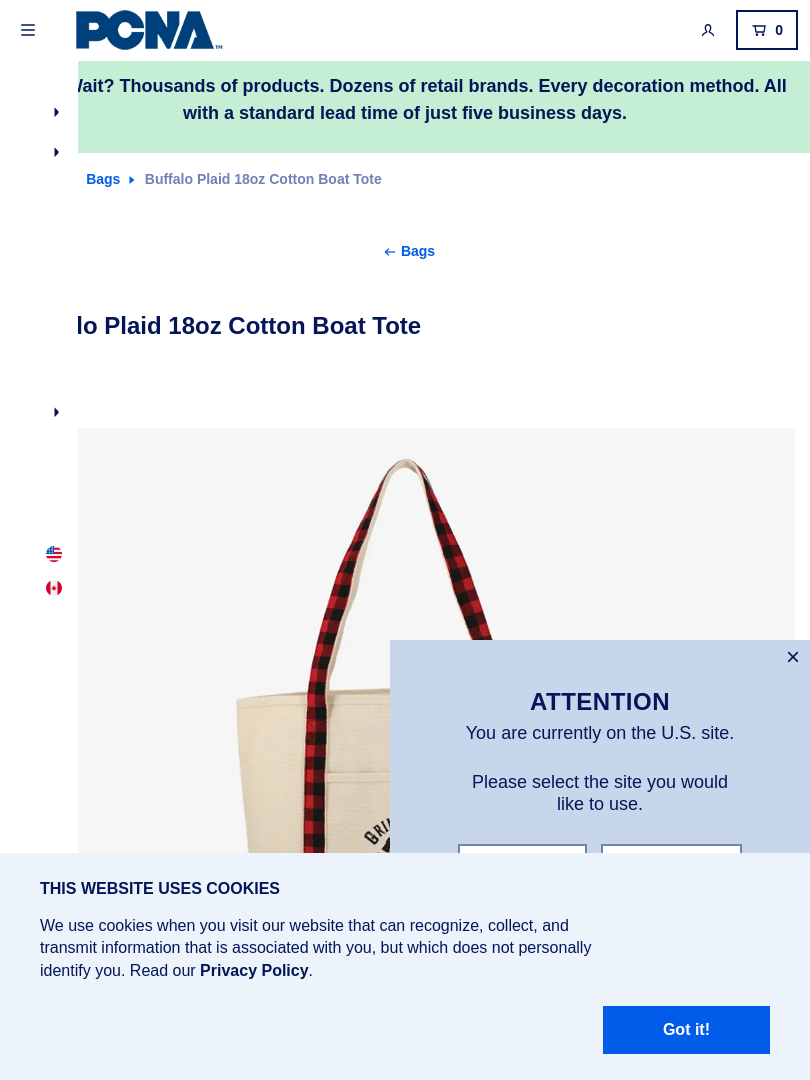 PCNA™
0
Wait? Thousands of products. Dozens of retail brands. Every decoration method. All
with a standard lead time of just five business days.
Bags
Buffalo Plaid 18oz Cotton Boat Tote
Bags
lo Plaid 18oz Cotton Boat Tote
ATTENTION
You are currently on the U.S. site.
Please select the site you would
like to use.
THIS WEBSITE USES COOKIES
We use cookies when you visit our website that can recognize, collect, and
transmit information that is associated with you, but which does not personally
identify you. Read our Privacy Policy.
Got it!